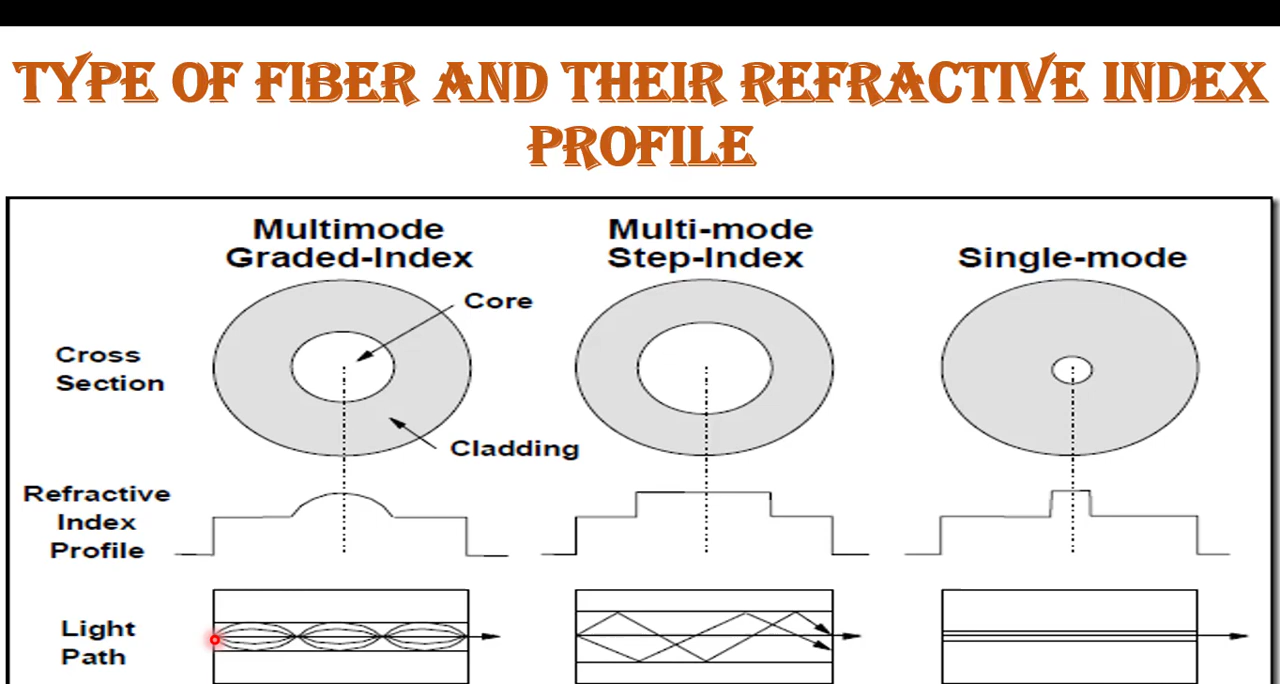 TYPE OF FIBER AND THEIR REFRACTIVE INDEX
PROFILE
Multimode
Graded-Index
Multi-mode
Step-Index
Single-mode
Core
Cross
Section
Cladding
Refractive
Index
Profile
Light
Path